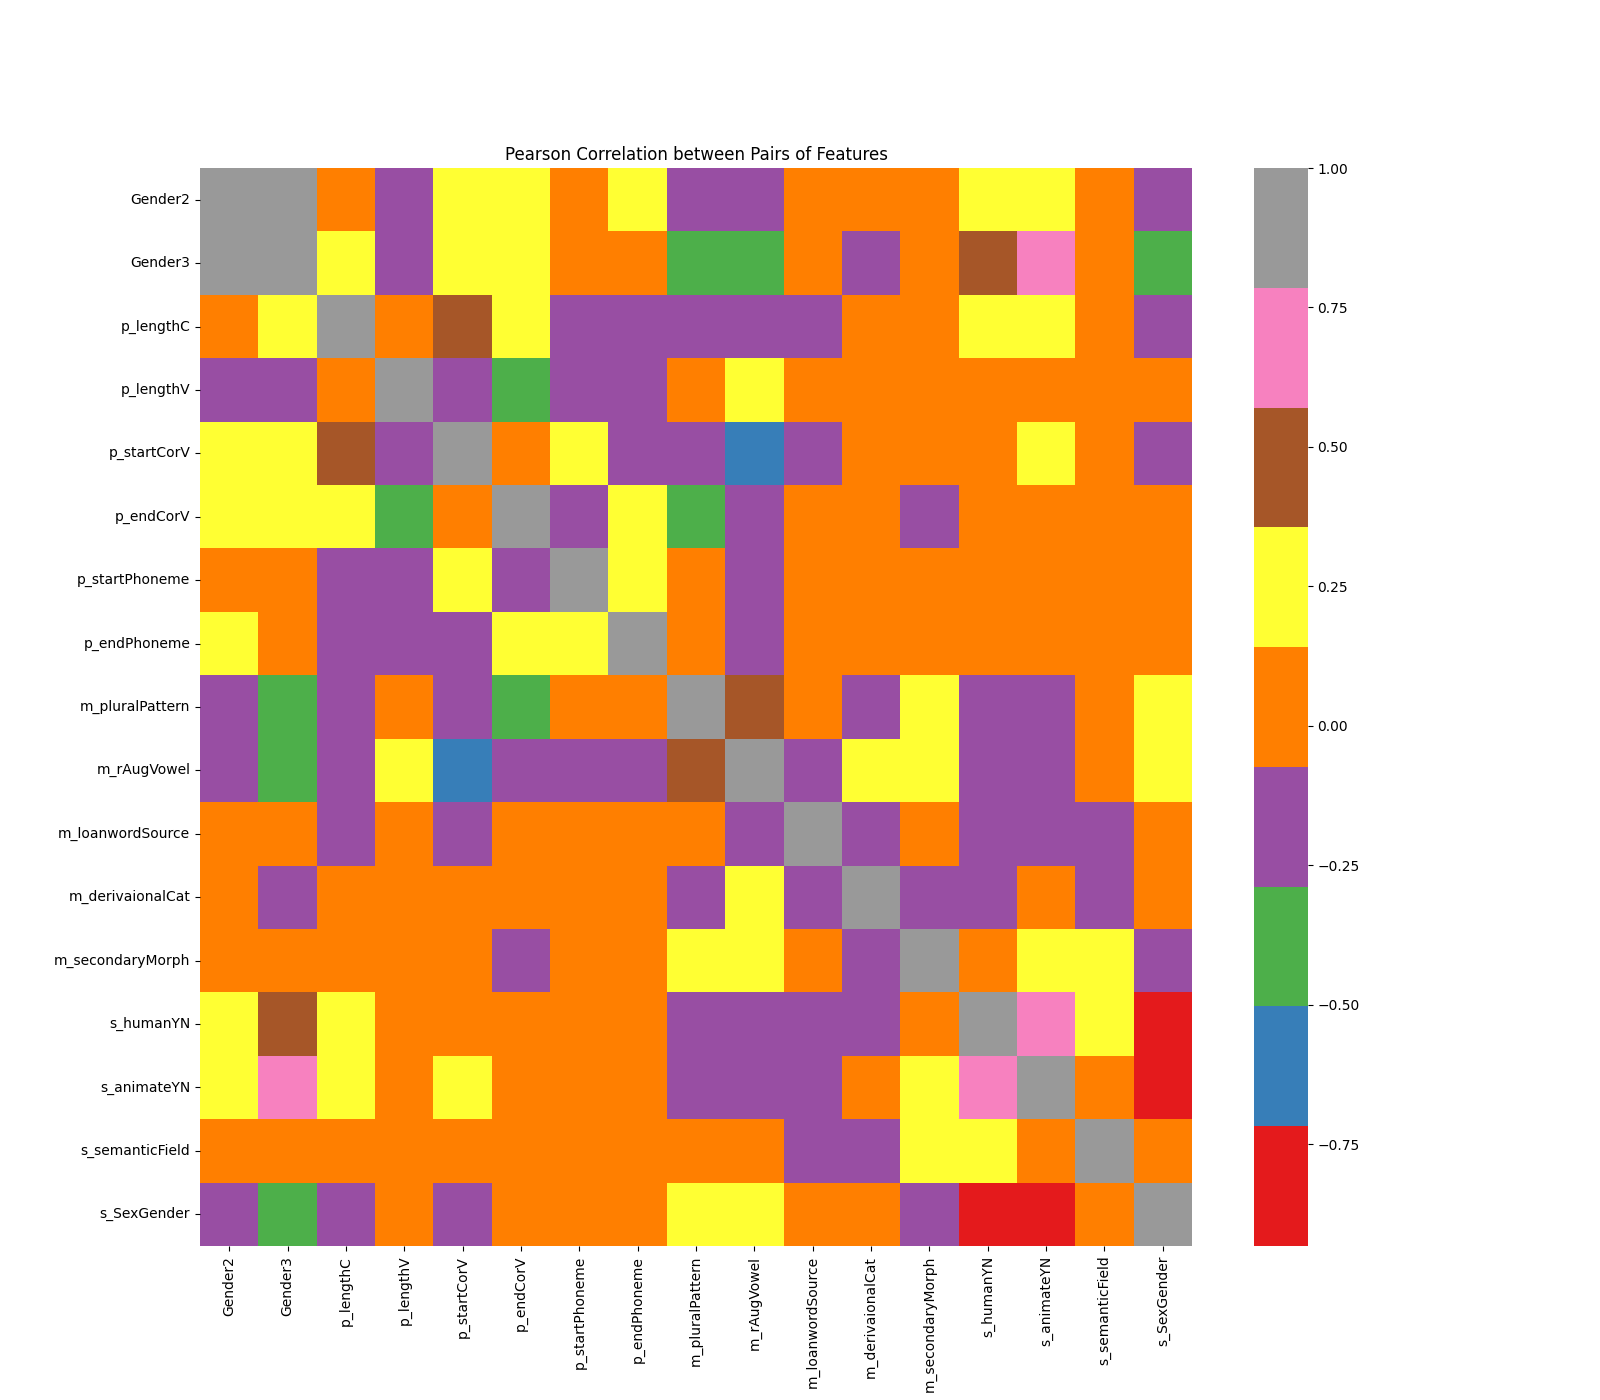 Pearson Correlation between Pairs of Features
Gender2
Gender3
p_lengthC
p_lengthV
p_startCorV
p_endCorV
p_startPhoneme
p_endPhoneme
m_pluralPattern
m_rAugVowel
m_loanwordSource
m_derivaionalCat
m_secondaryMorph
s_humanYN
s_animateYN
s_semanticField
s_SexGender
Gender2
Gender3
p_lengthC
p_lengthV
p_startCorV
p_endCorV
p_startPhoneme
p_endPhoneme
m_pluralPattern
m_rAugVowel
m_loanwordSource
m_derivaionalCat
m_secondaryMorph
s_humanYN
s_animateYN
s_semanticField
s_SexGender
1.00
0.75
0.50
0.25
0.00
−0.25
−0.50
−0.75